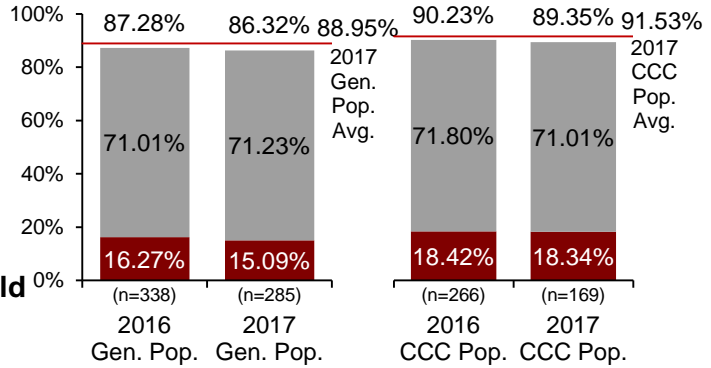 100%
80%
60%
40%
20%
0%
ld
87.28%
86.32%
88.95%
2017
Gen.
Pop.
Avg.
71.01%
71.23%
16.27%
15.09%
(n=338)
(n=285)
2016
Gen. Pop.
2017
Gen. Pop.
90.23%
89.35%
91.53%
2017
CCC
Pop.
Avg.
71.80%
71.01%
18.42%
18.34%
(n=266)
(n=169)
2016
CCC Pop.
2017
CCC Pop.